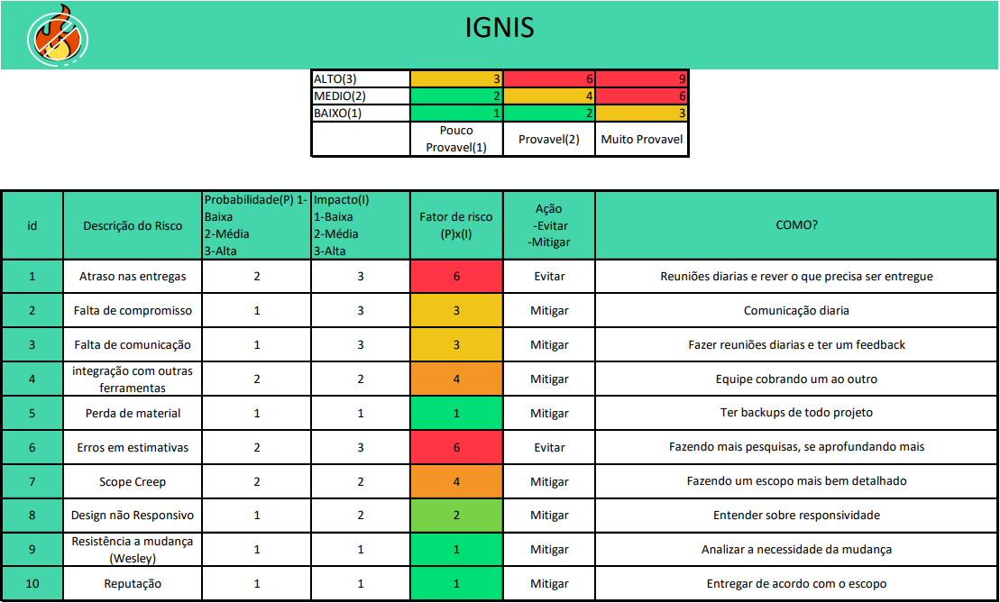 IGNIS
ALTO(3) 3 6 9
MEDIO(2) 2 4 6
BAIXO(1) 1 2 3
Pouco
Provavel(1)
Provavel(2)
Muito Provavel
id
Descrição do Risco
Probabilidade(P) 1-
Baixa
2-Média
3-Alta
Impacto(I)
1-Baixa
2-Média
3-Alta
Fator de risco
(P)x(I)
Ação
-Evitar
-Mitigar
COMO?
1 Atraso nas entregas 2 3 6 Evitar Reuniões diarias e rever o que precisa ser entregue
2 Falta de compromisso 1 3 3 Mitigar Comunicação diaria
3 Falta de comunicação 1 3 3 Mitigar Fazer reuniões diarias e ter um feedback
4 integração com outras
ferramentas 2 2 4 Mitigar Equipe cobrando um ao outro
5 Perda de material 1 1 1 Mitigar Ter backups de todo projeto
6 Erros em estimativas 2 3 6 Evitar Fazendo mais pesquisas, se aprofundando mais
7 Scope Creep 2 2 4 Mitigar Fazendo um escopo mais bem detalhado
8 Design não Responsivo 1 2 2 Mitigar Entender sobre responsividade
9 Resistência a mudança
(Wesley) 1 1 1 Mitigar Analizar a necessidade da mudança
10 Reputação 1 1 1 Mitigar Entregar de acordo com o escopo